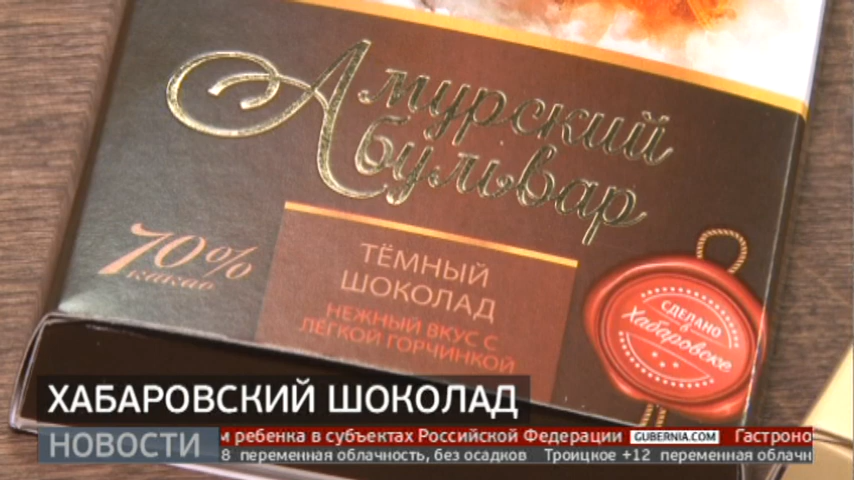 Амурский
бульвар
70%
какао
ТЁМНЫЙ
ШОКОЛАД
НЕЖНЫЙ ВКУС С
ЛЁГКОЙ ГОРЧИНКОЙ
СДЕЛАНО
в
Хабаровске
ХАБАРОВСКИЙ ШОКОЛАД
НОВОСТИ
м ребенка в субъектах Российской Федерации GUBERNIA.COM Гастроно
8 переменная облачность, без осадков Троицкое +12 переменная облачн